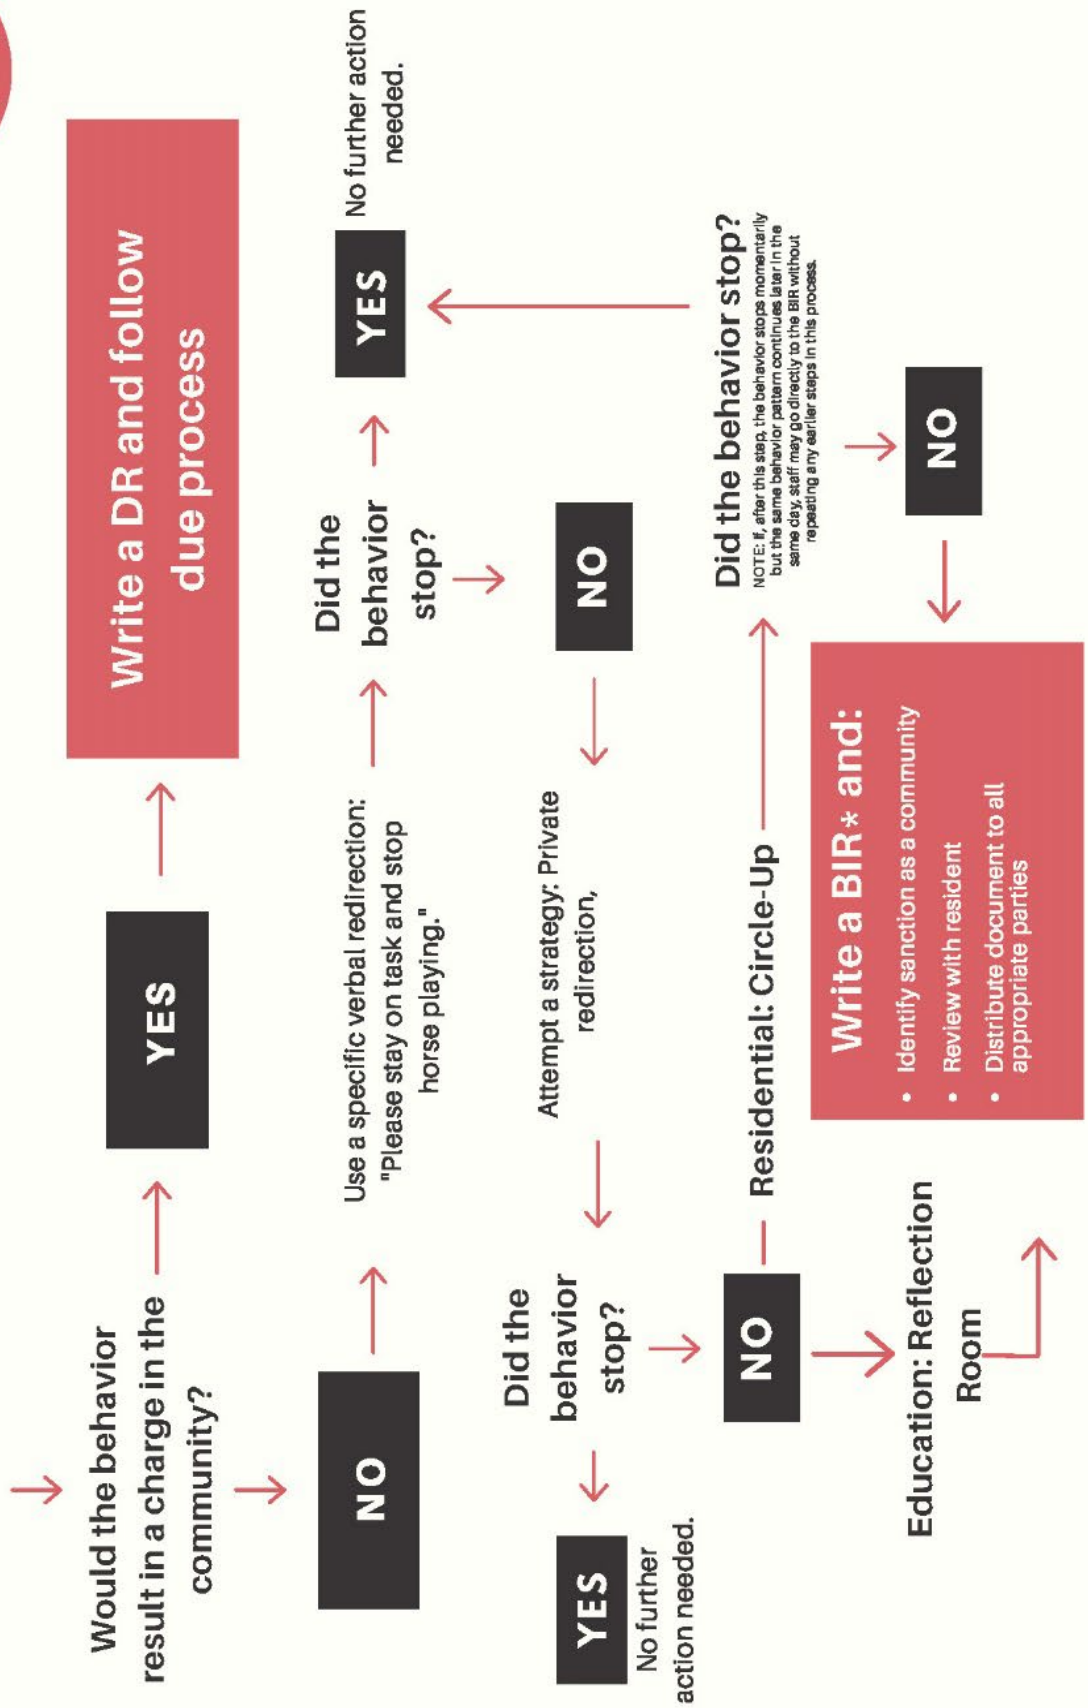 Would the behavior
result in a charge in the
community?
YES
Write a DR and follow
due process
NO
Use a specific verbal redirection:
"Please stay on task and stop
horse playing."
Did the
behavior
stop?
YES
No further action
needed.
NO
Attempt a strategy: Private
redirection,
Did the
behavior
stop?
YES
No further
action needed.
NO
Residential: Circle-Up
Did the behavior stop?
NOTE: If, after this step, the behavior stops momentarily
but the same behavior pattern continues later in the
same day, staff may go directly to the BIR without
repeating any earlier steps in this process.
NO
Education: Reflection
Room
Write a BIR* and:
• Identify sanction as a community
• Review with resident
• Distribute document to all
appropriate parties